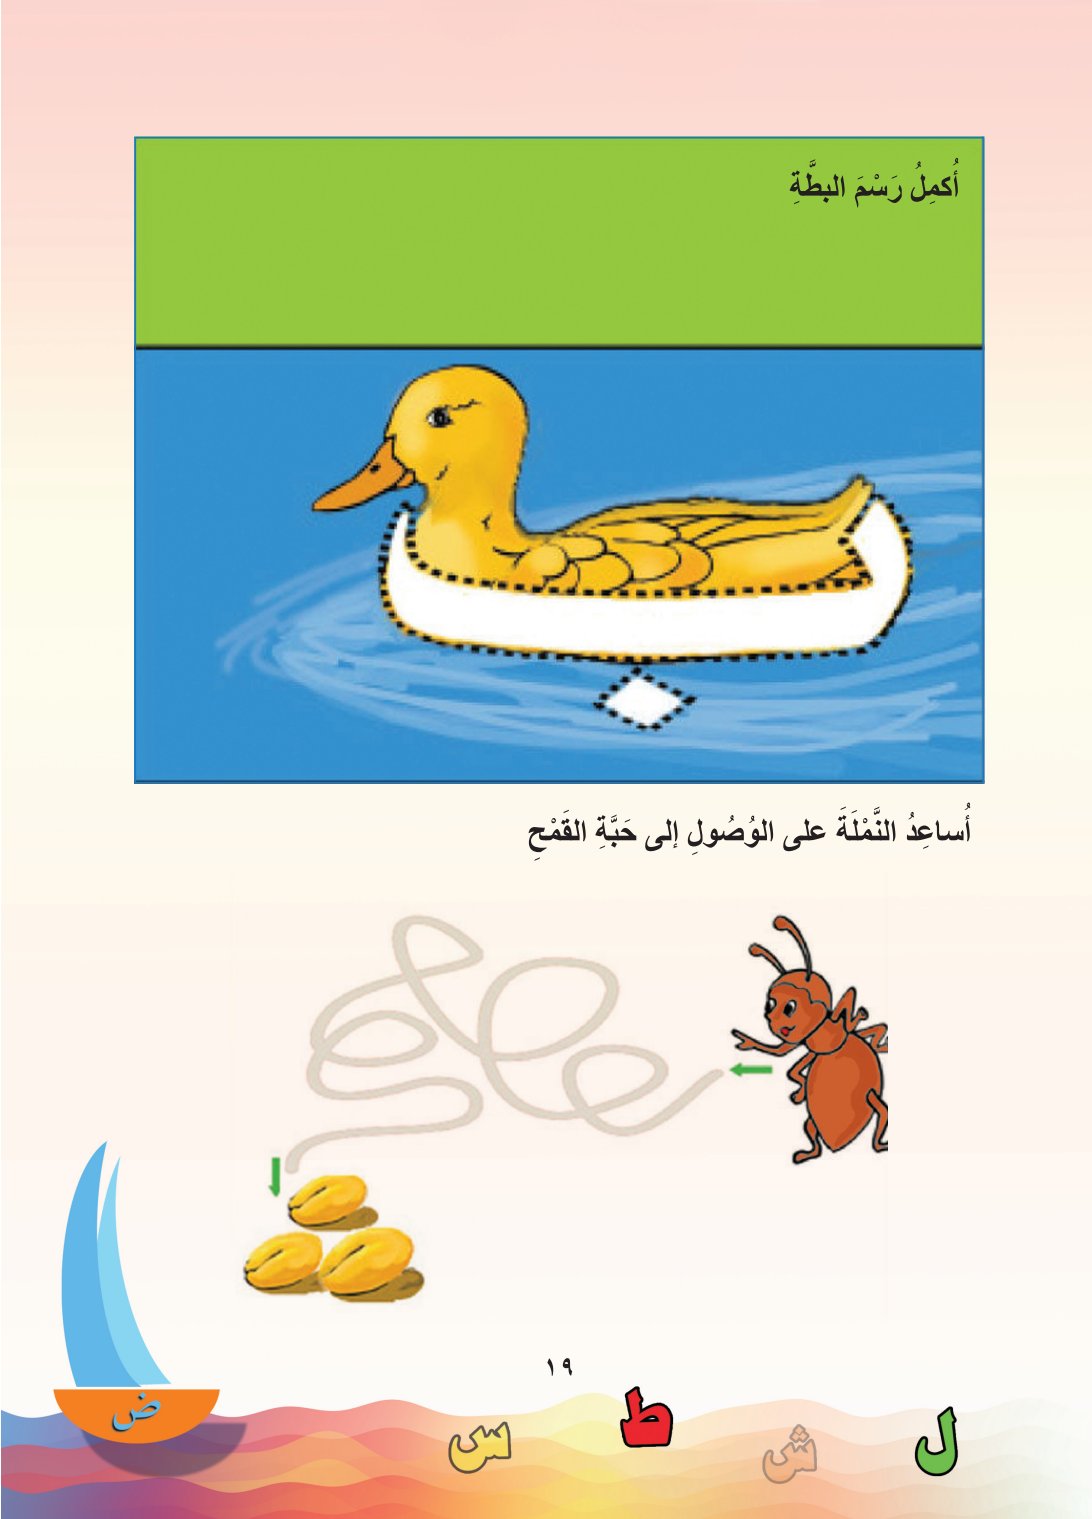 أُكمِلُ رَسْمَ البطَّةِ
أُساعِدُ النَّمْلَةَ على الوُصُولِ إلى حَبَّةِ القَمْحِ
١٩
ض
ل ش ط س